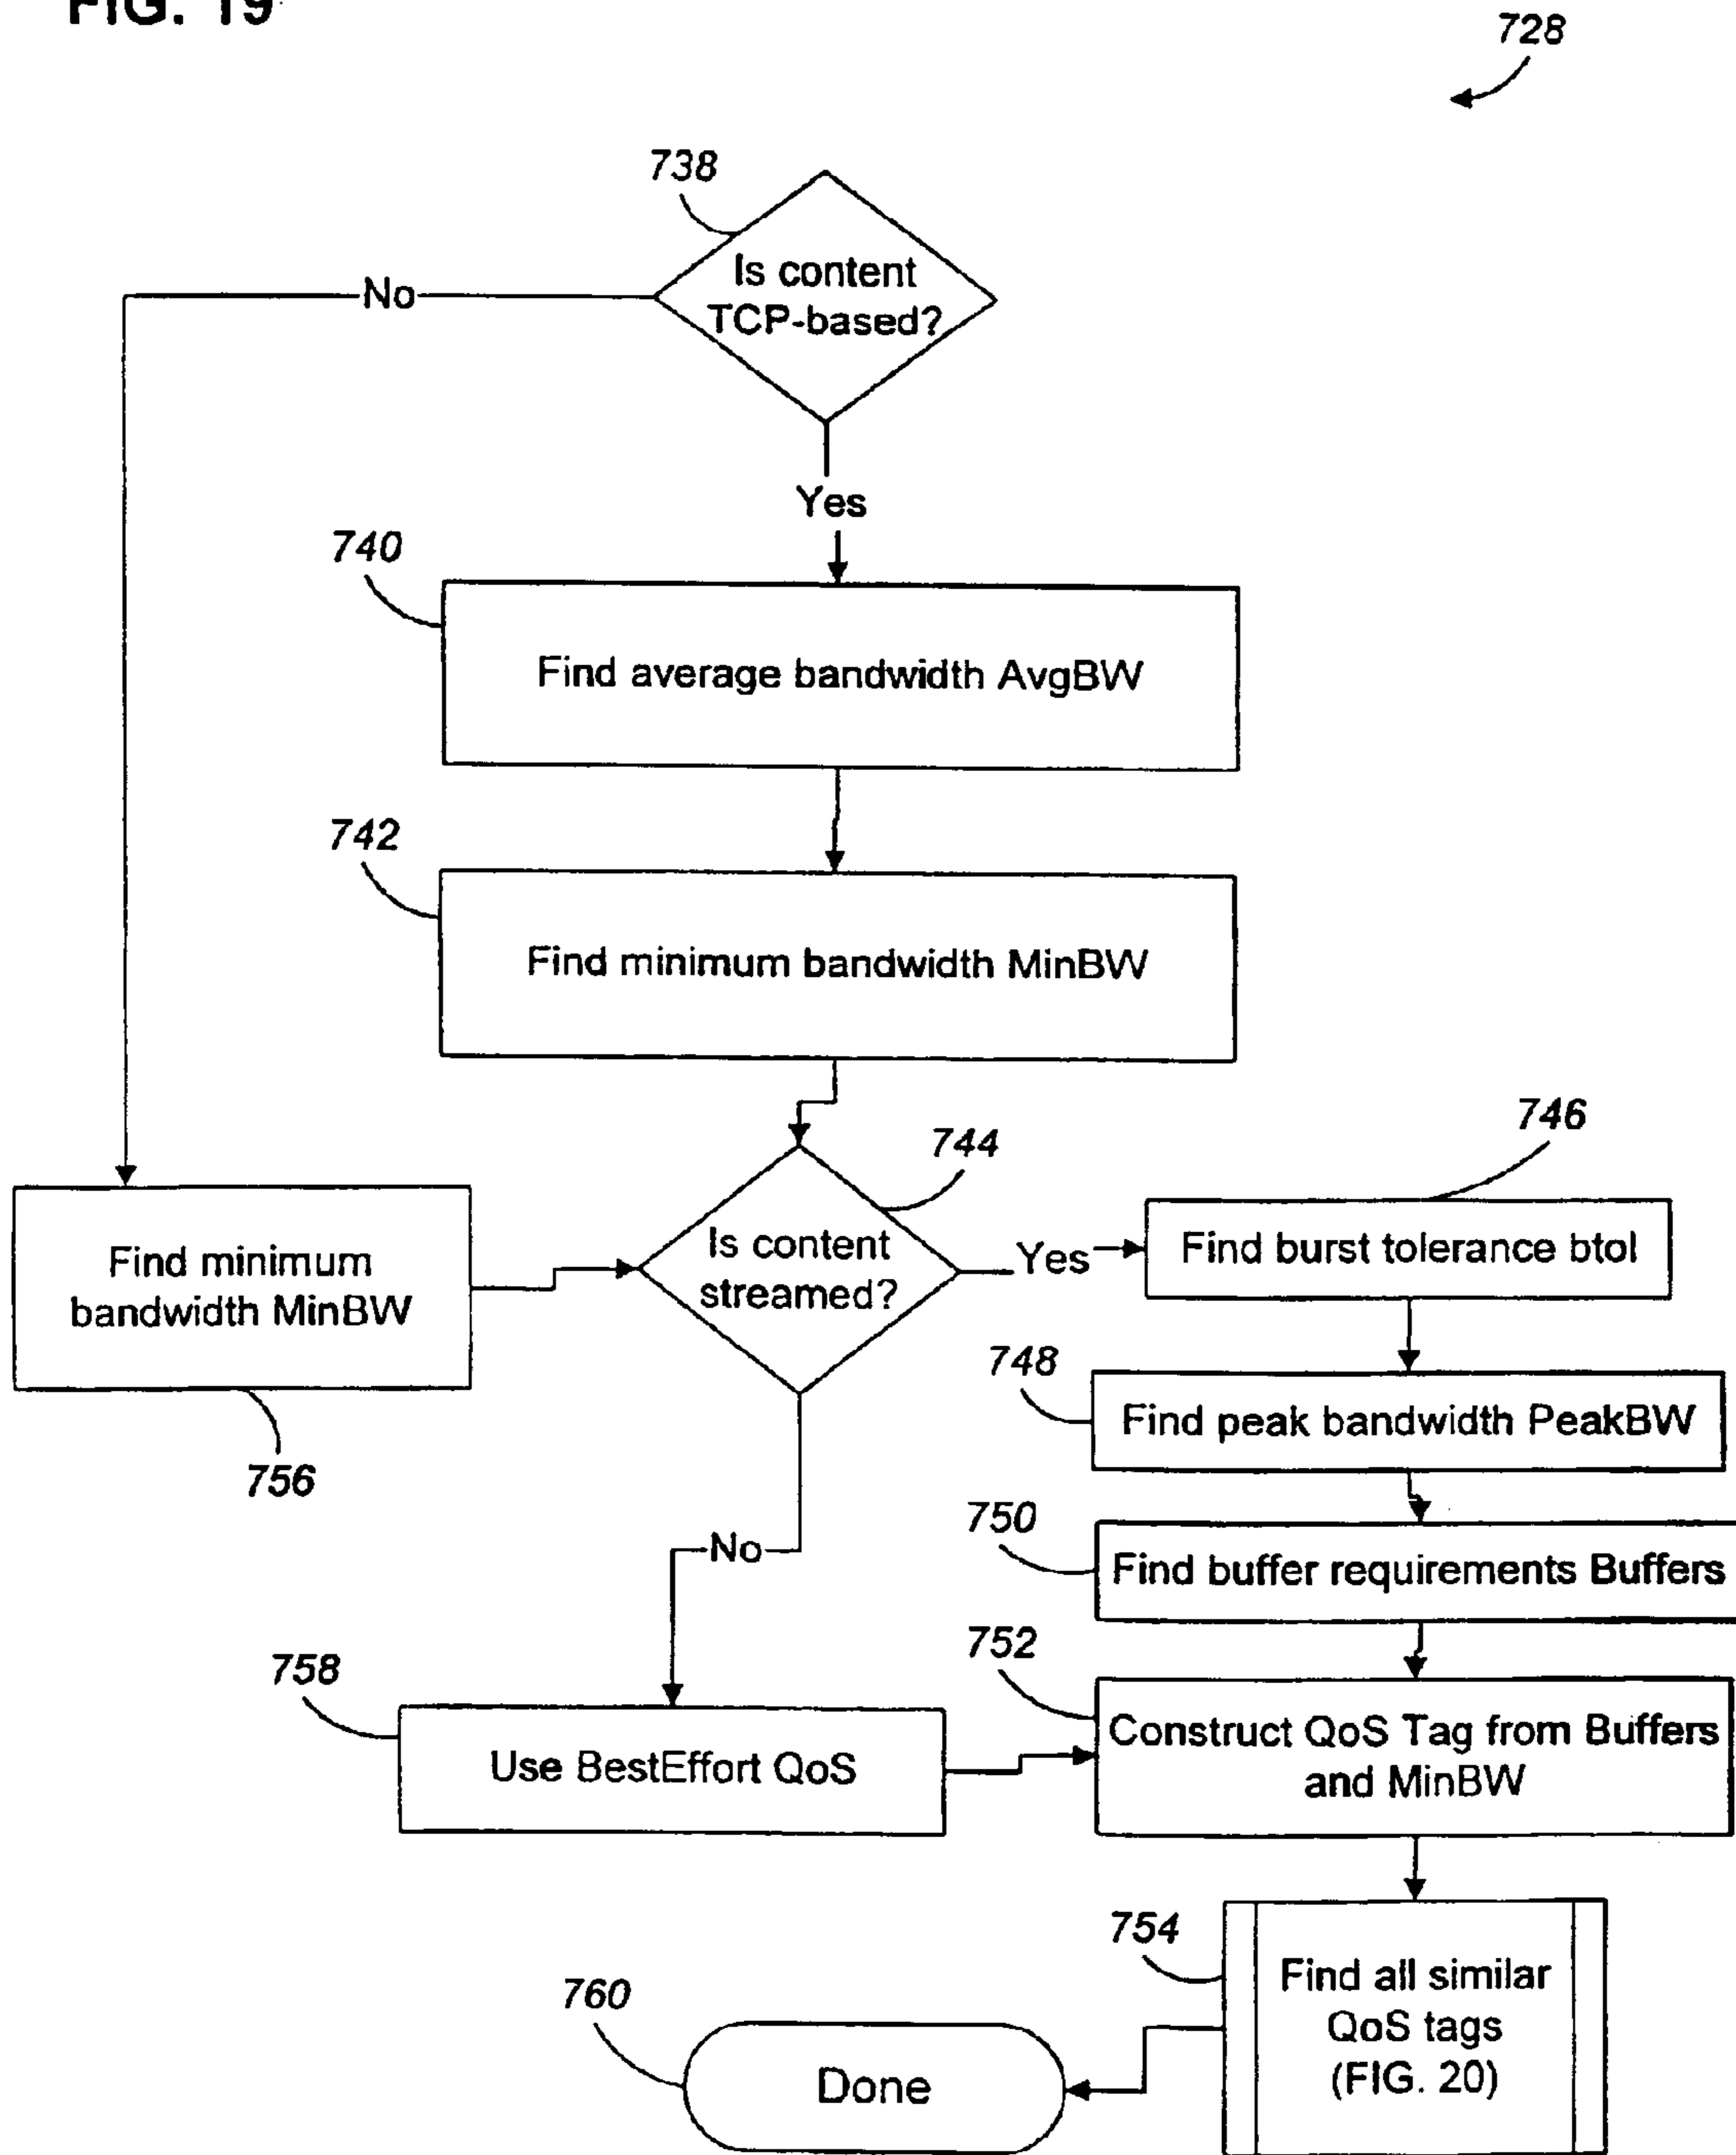 FIG. 19
728
738
Is content
TCP-based?
No
Yes
740
Find average bandwidth AvgBW
742
Find minimum bandwidth MinBW
744
Is content
streamed?
Yes
746
Find burst tolerance btol
Find minimum
bandwidth MinBW
756
748
Find peak bandwidth PeakBW
No
750
Find buffer requirements Buffers
758
Use BestEffort QoS
752
Construct QoS Tag from Buffers
and MinBW
754
Find all similar
QoS tags
(FIG. 20)
760
Done